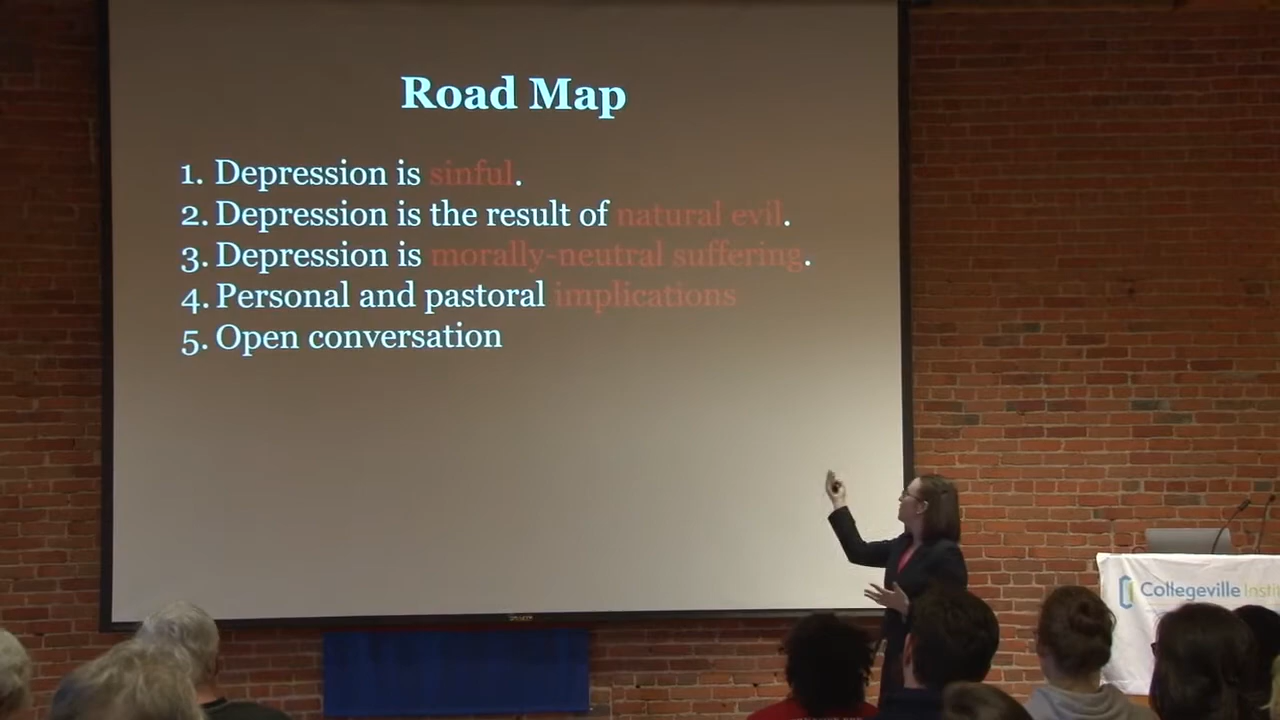 Road Map
1. Depression is sinful.
2. Depression is the result of natural evil.
3. Depression is morally-neutral suffering.
4. Personal and pastoral implications
5. Open conversation
Collegeville